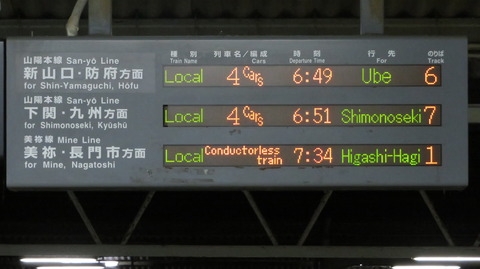 種別 列車名／編成 時刻 行先 のりば
Train Name Cars Departure Time For Track
山陽本線 San-yō Line
新山口・防府方面
for Shin-Yamaguchi, Hōfu
Local 4Cars 6:49 Ube 6
山陽本線 San-yō Line
下関・九州方面
for Shimonoseki, Kyūshū
Local 4Cars 6:51 Shimonoseki 7
美祢線 Mine Line
美祢・長門市方面
for Mine, Nagatoshi
Local Conductorless train 7:34 Higashi-Hagi 1